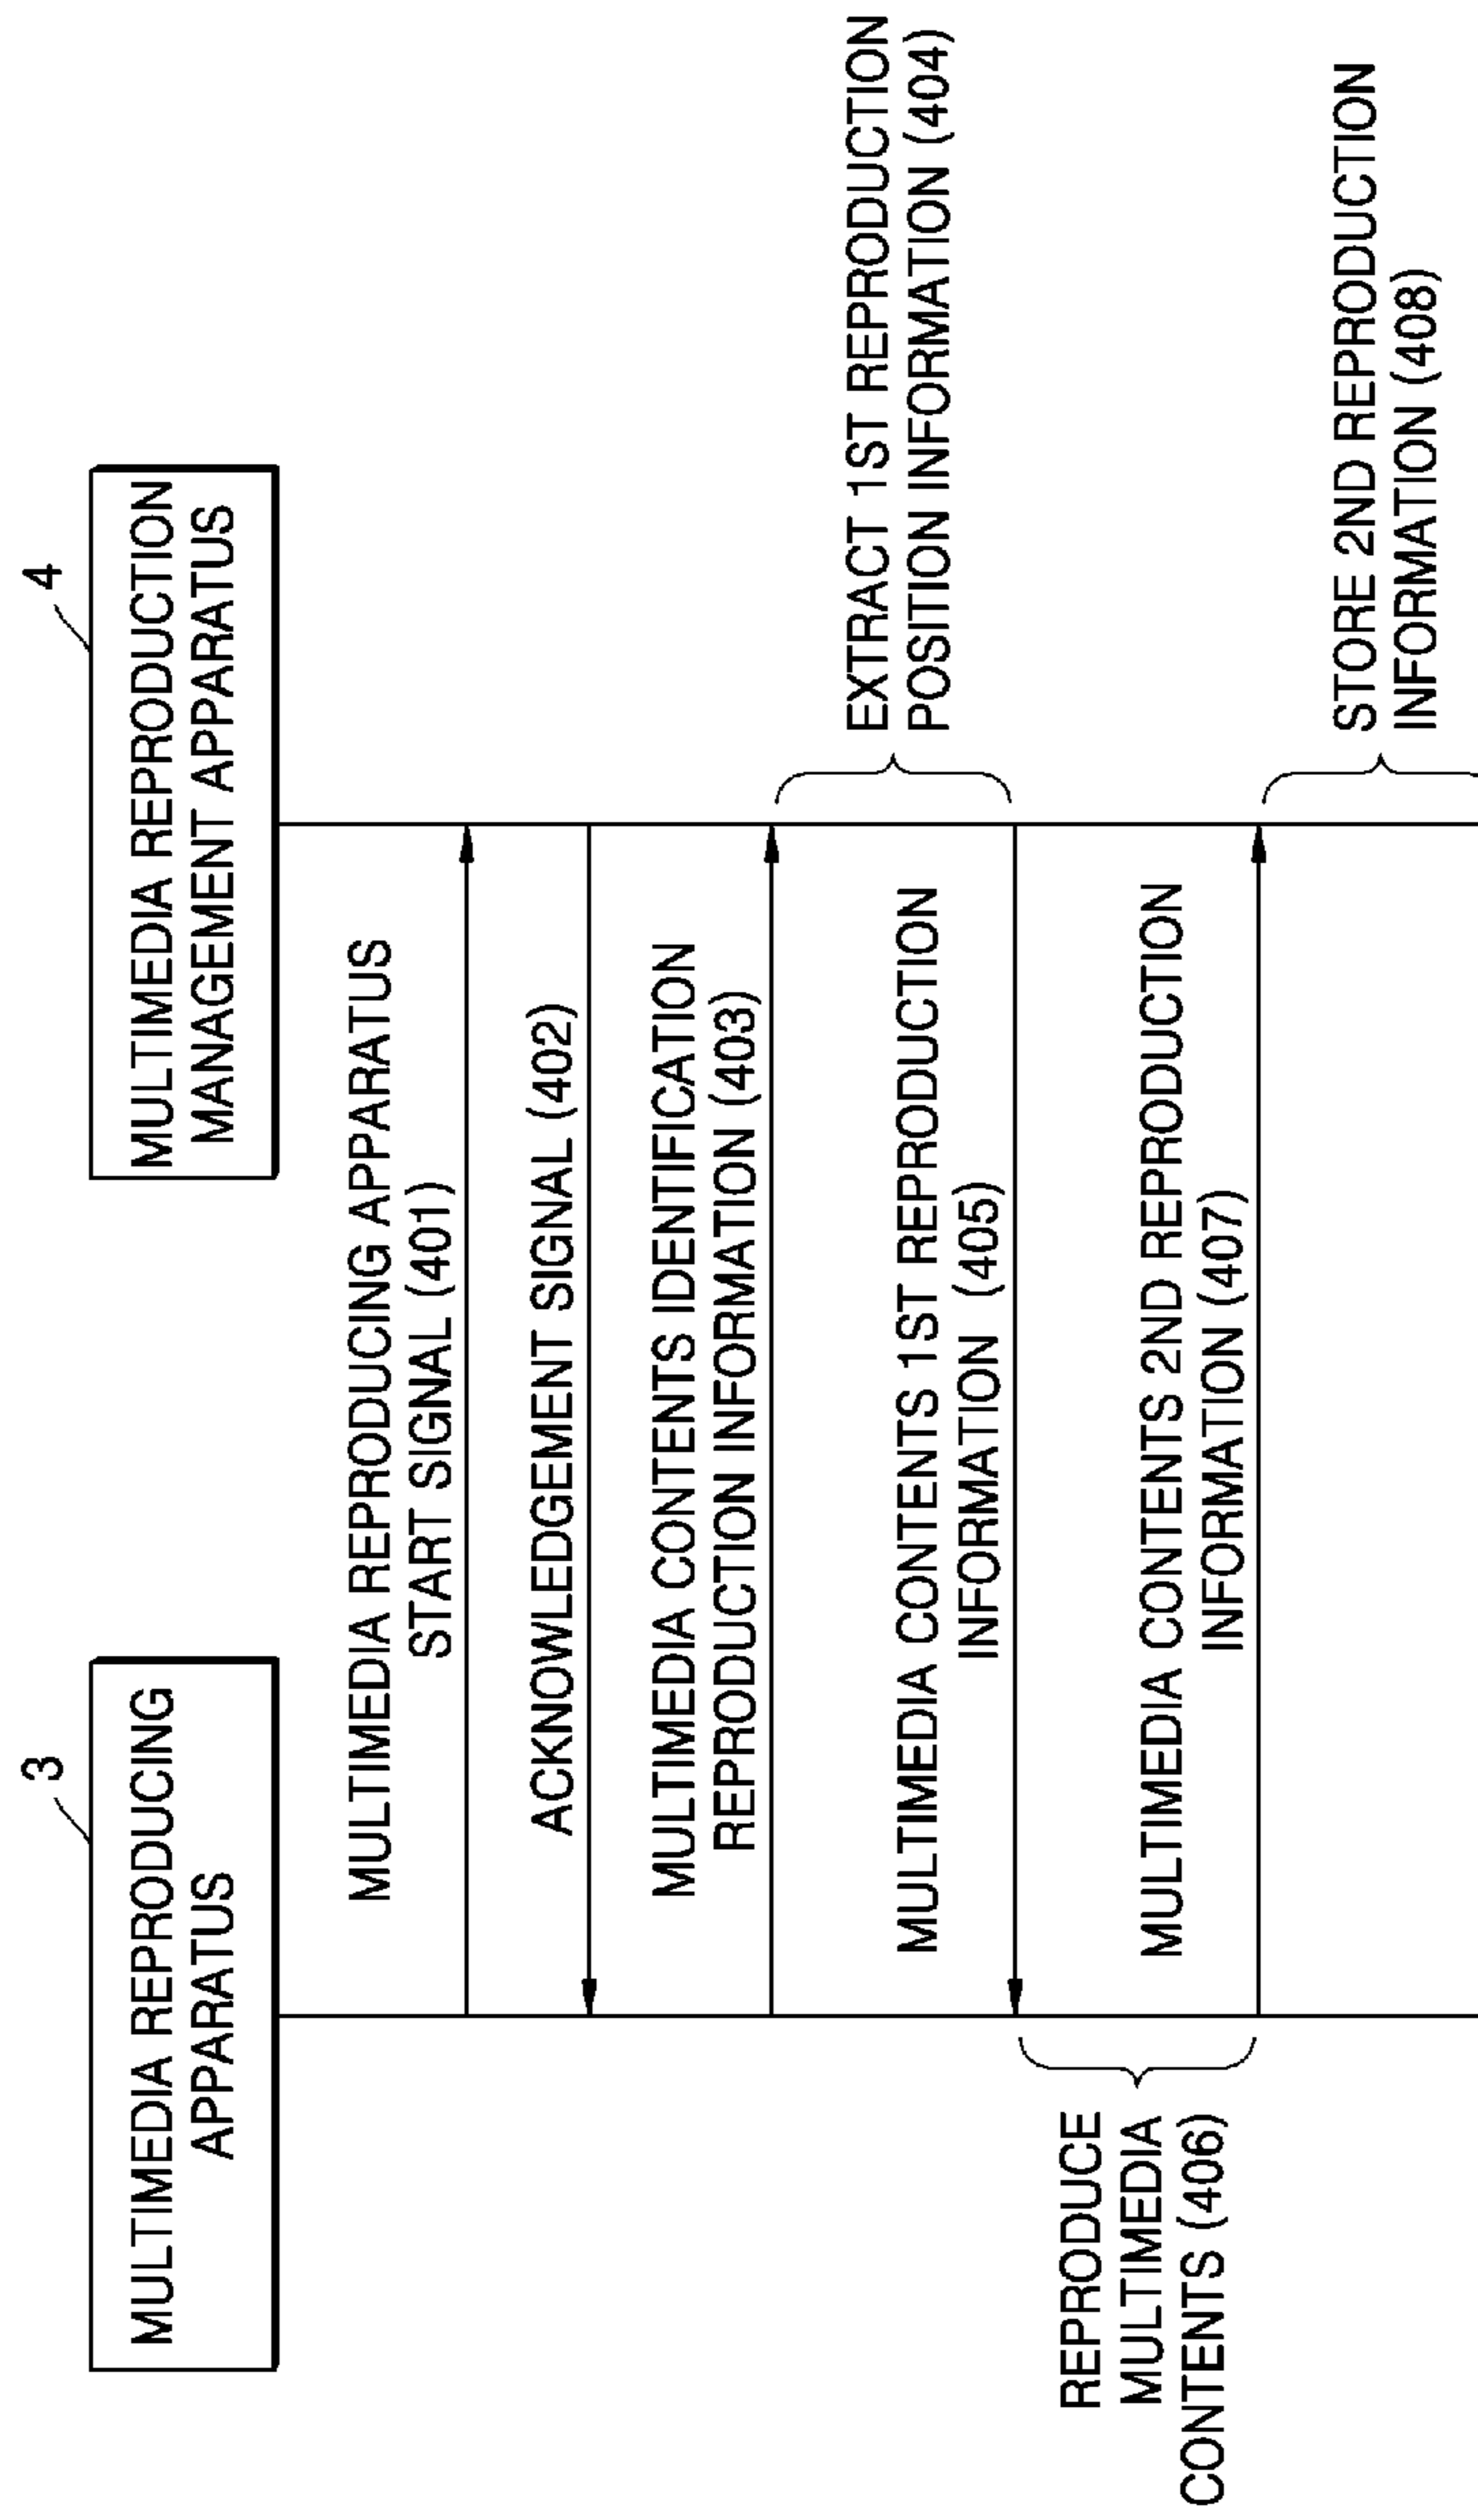 3
MULTIMEDIA REPRODUCING
APPARATUS
4
MULTIMEDIA REPRODUCTION
MANAGEMENT APPARATUS
MULTIMEDIA REPRODUCING APPARATUS
START SIGNAL (401)
ACKNOWLEDGEMENT SIGNAL (402)
MULTIMEDIA CONTENTS IDENTIFICATION
REPRODUCTION INFORMATION (403)
EXTRACT 1ST REPRODUCTION
POSITION INFORMATION (404)
MULTIMEDIA CONTENTS 1ST REPRODUCTION
INFORMATION (405)
REPRODUCE
MULTIMEDIA
CONTENTS (406)
MULTIMEDIA CONTENTS 2ND REPRODUCTION
INFORMATION (407)
STORE 2ND REPRODUCTION
INFORMATION (408)